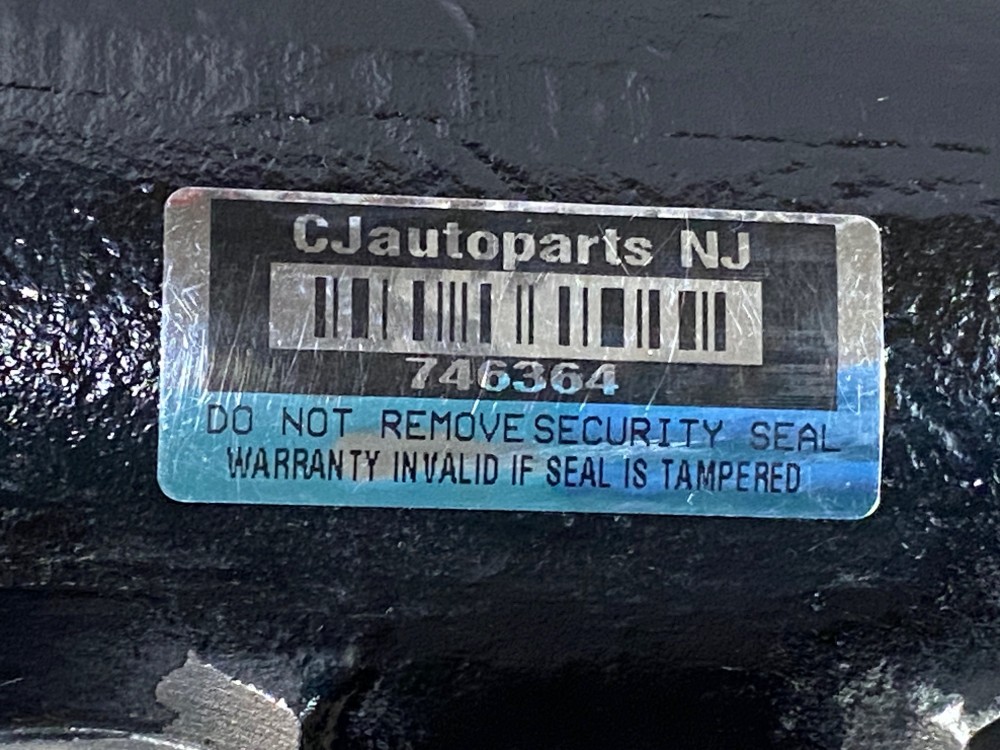 CJautoparts NJ
746364
DO NOT REMOVE SECURITY SEAL
WARRANTY INVALID IF SEAL IS TAMPERED